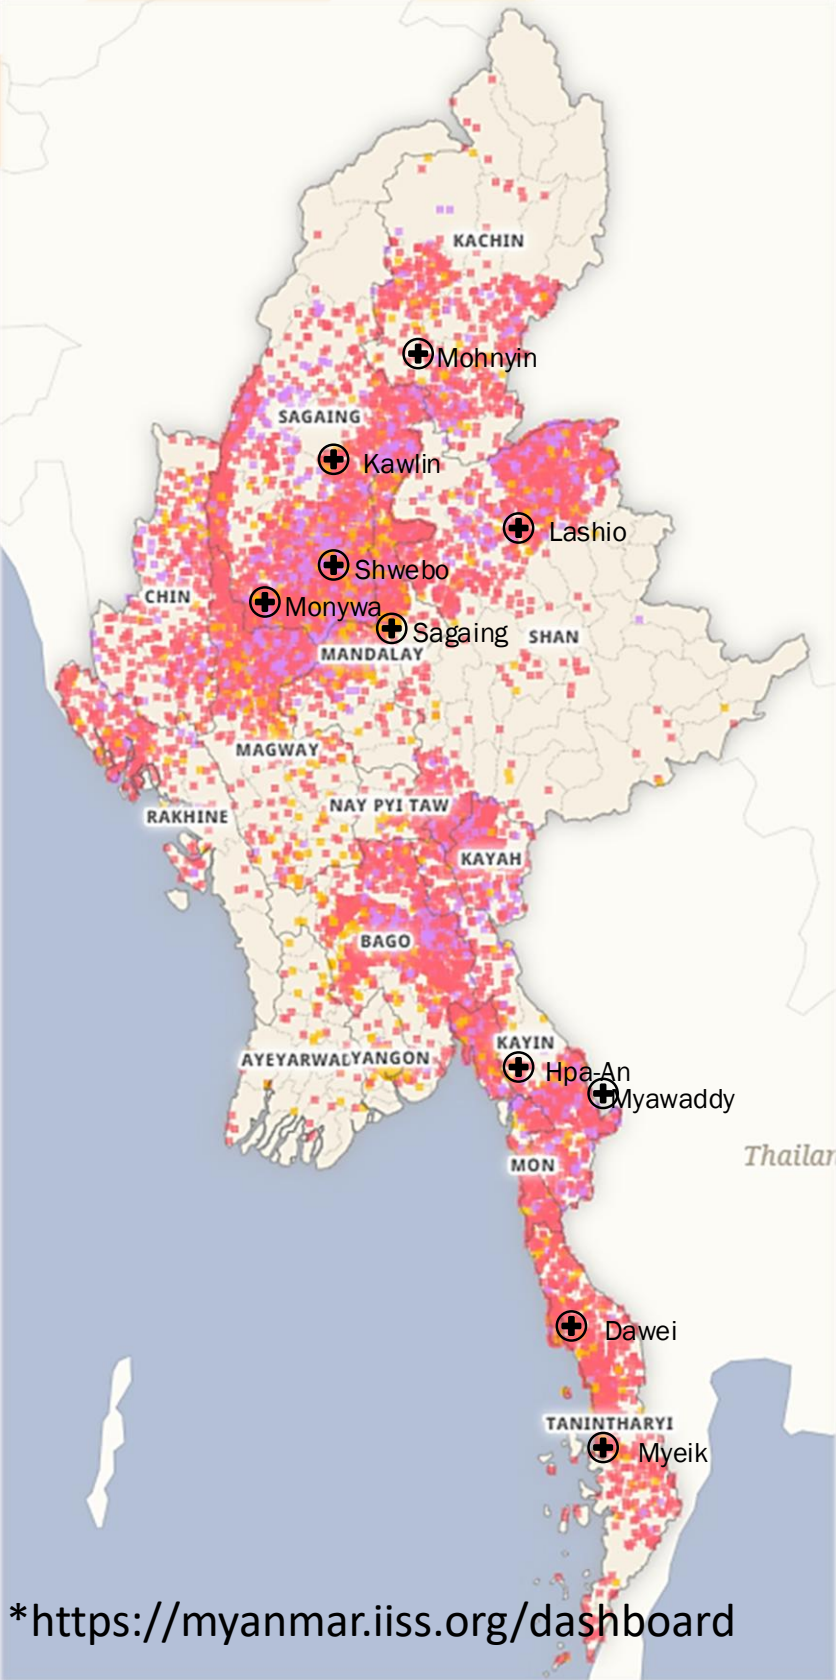 KACHIN
Mohnyin
SAGAING
Kawlin
Lashio
Shwebo
CHIN
Monywa
Sagaing
SHAN
MANDALAY
MAGWAY
NAY PYI TAW
RAKHINE
KAYAH
BAGO
KAYIN
AYEYARWAD
YANGON
Hpa-An
Myawaddy
Thailan
MON
Dawei
TANINTHARYI
Myeik
*https://myanmar.iiss.org/dashboard